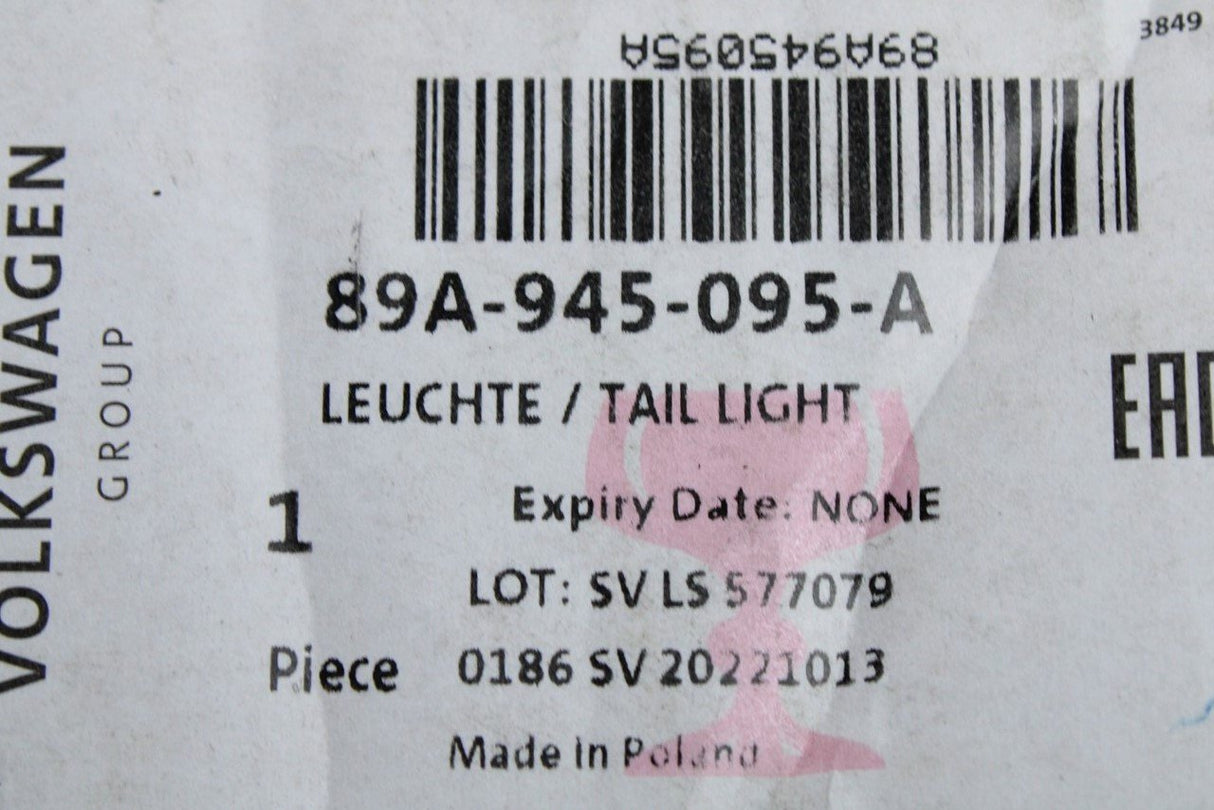 3849
89A945095A
89A-945-095-A
LEUCHTE / TAIL LIGHT
EAC
1
Expiry Date: NONE
LOT: SV LS 577079
Piece
0186 SV 20221013
Made In Poland
VOLKSWAGEN
GROUP